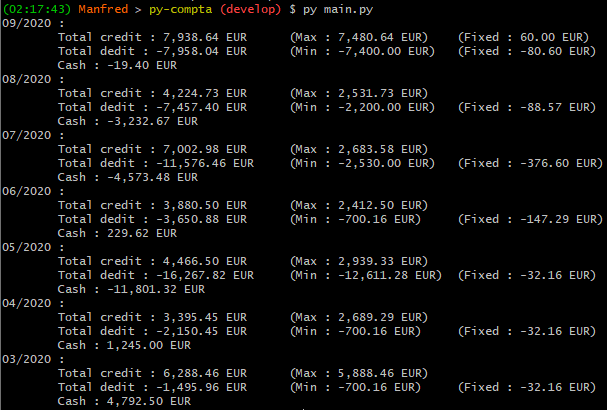 (02:17:43) Manfred > py-compta (develop) $ py main.py
09/2020 :
Total credit : 7,938.64 EUR (Max : 7,480.64 EUR) (Fixed : 60.00 EUR)
Total dedit : -7,958.04 EUR (Min : -7,400.00 EUR) (Fixed : -80.60 EUR)
Cash : -19.40 EUR
08/2020 :
Total credit : 4,224.73 EUR (Max : 2,531.73 EUR)
Total dedit : -7,457.40 EUR (Min : -2,200.00 EUR) (Fixed : -88.57 EUR)
Cash : -3,232.67 EUR
07/2020 :
Total credit : 7,002.98 EUR (Max : 2,683.58 EUR)
Total dedit : -11,576.46 EUR (Min : -2,530.00 EUR) (Fixed : -376.60 EUR)
Cash : -4,573.48 EUR
06/2020 :
Total credit : 3,880.50 EUR (Max : 2,412.50 EUR)
Total dedit : -3,650.88 EUR (Min : -700.16 EUR) (Fixed : -147.29 EUR)
Cash : 229.62 EUR
05/2020 :
Total credit : 4,466.50 EUR (Max : 2,939.33 EUR)
Total dedit : -16,267.82 EUR (Min : -12,611.28 EUR) (Fixed : -32.16 EUR)
Cash : -11,801.32 EUR
04/2020 :
Total credit : 3,395.45 EUR (Max : 2,689.29 EUR)
Total dedit : -2,150.45 EUR (Min : -700.16 EUR) (Fixed : -32.16 EUR)
Cash : 1,245.00 EUR
03/2020 :
Total credit : 6,288.46 EUR (Max : 5,888.46 EUR)
Total dedit : -1,495.96 EUR (Min : -700.16 EUR) (Fixed : -32.16 EUR)
Cash : 4,792.50 EUR